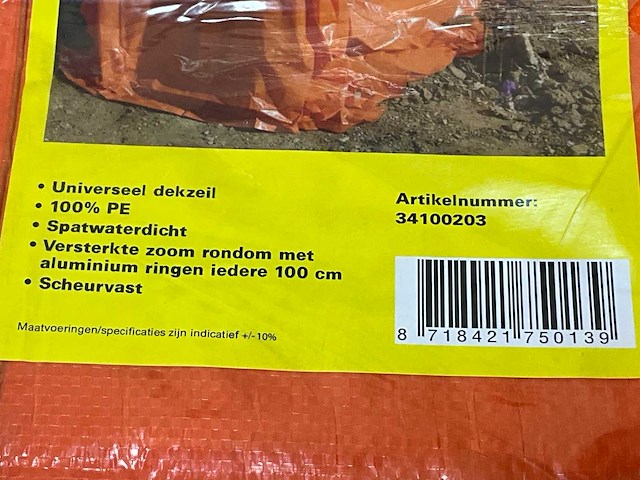 • Universeel dekzeil
• 100% PE
• Spatwaterdicht
• Versterkte zoom rondom met
aluminium ringen iedere 100 cm
• Scheurvast
Maatvoeringen/specificaties zijn indicatief +/- 10%
Artikelnummer:
34100203
8 718421 750139